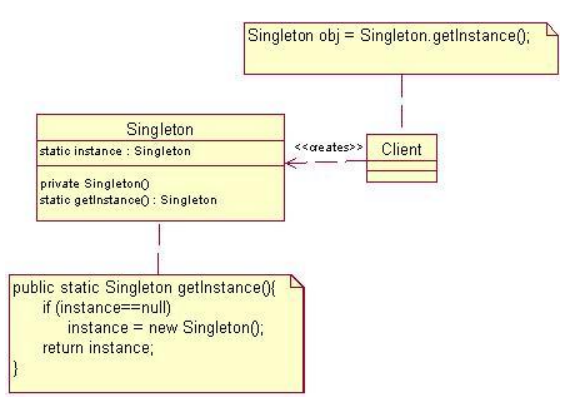 Singleton obj = Singleton.getInstance();
Singleton
static instance : Singleton
private Singleton()
static getInstance() : Singleton
<<creates>>
Client
public static Singleton getInstance(){
if (instance==null)
instance = new Singleton();
return instance;
}